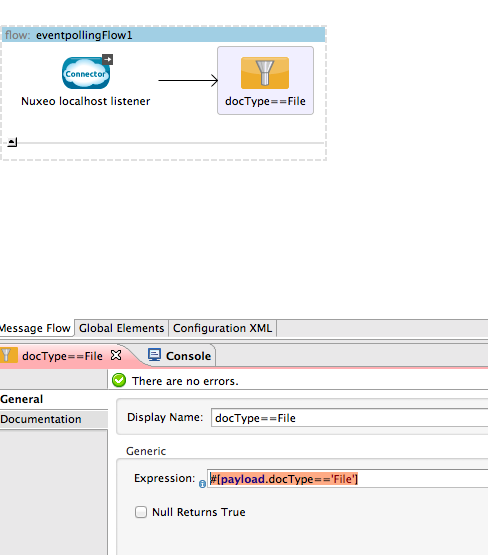 flow: eventpollingFlow1
Connector
Nuxeo localhost listener
docType==File
Message Flow
Global Elements
Configuration XML
docType==File
Console
There are no errors.
General
Documentation
Display Name: docType==File
Generic
Expression: #[payload.docType=='File']
Null Returns True